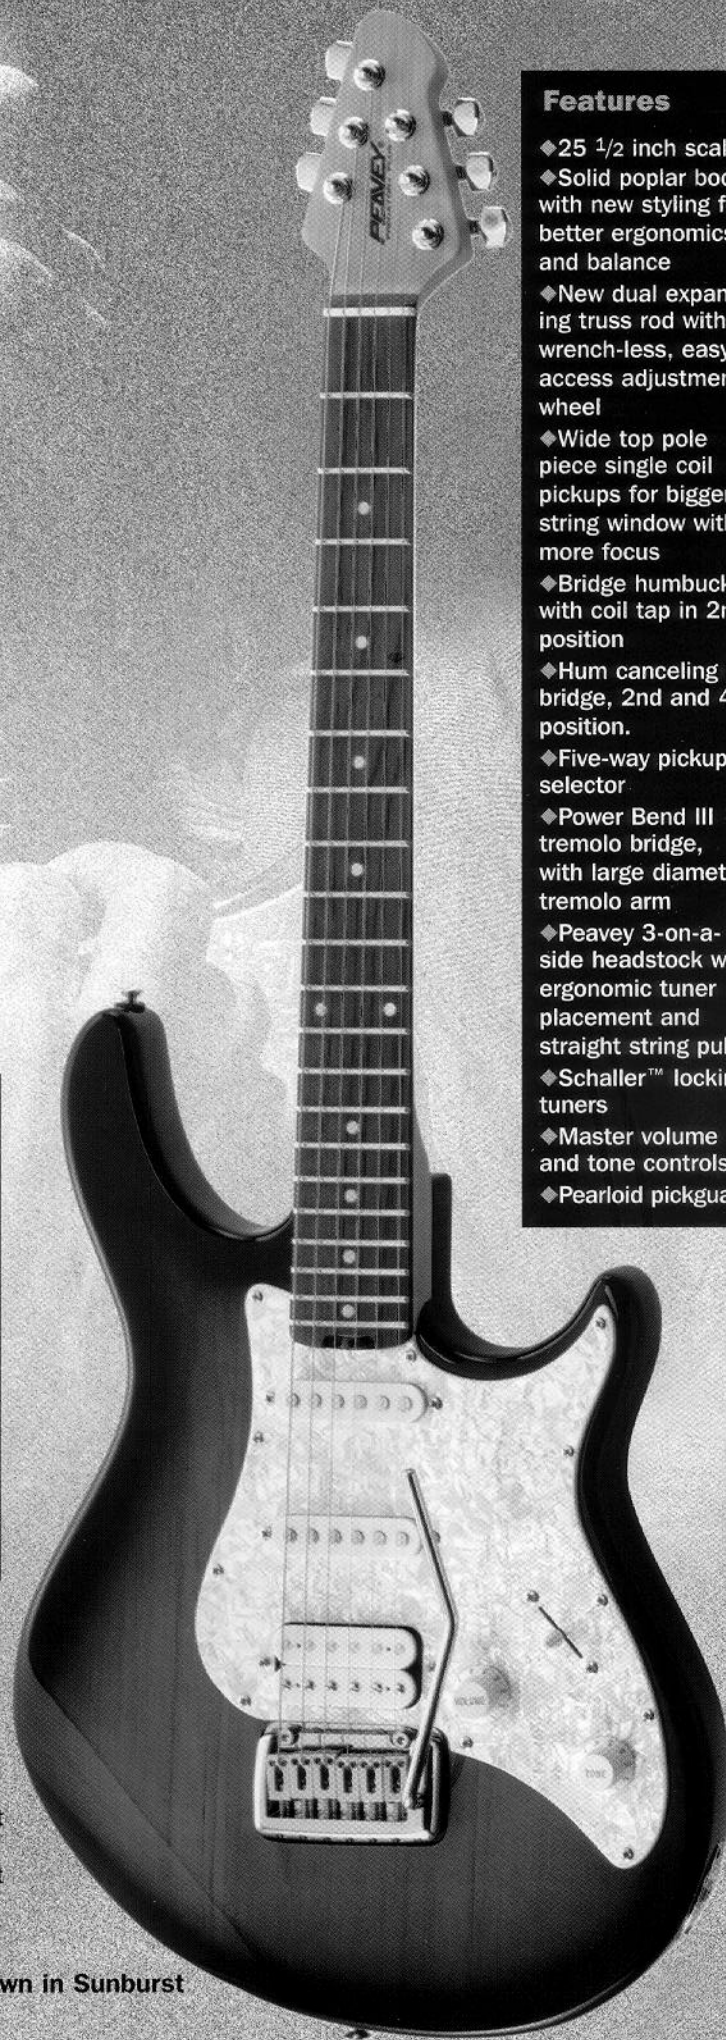 PEAVEY
Features
◆25 1/2 inch scal
◆Solid poplar bod
with new styling f
better ergonomics
and balance
◆New dual expan
ing truss rod with
wrench-less, easy
access adjustmen
wheel
◆Wide top pole
piece single coil
pickups for bigger
string window with
more focus
◆Bridge humbuck
with coil tap in 2n
position
◆Hum canceling
bridge, 2nd and 4
position.
◆Five-way pickup
selector
◆Power Bend III
tremolo bridge,
with large diamet
tremolo arm
◆Peavey 3-on-a-
side headstock w
ergonomic tuner
placement and
straight string pul
◆Schaller™ lockin
tuners
◆Master volume
and tone controls
◆Pearloid pickgua
VOLUME
TONE
wn in Sunburst